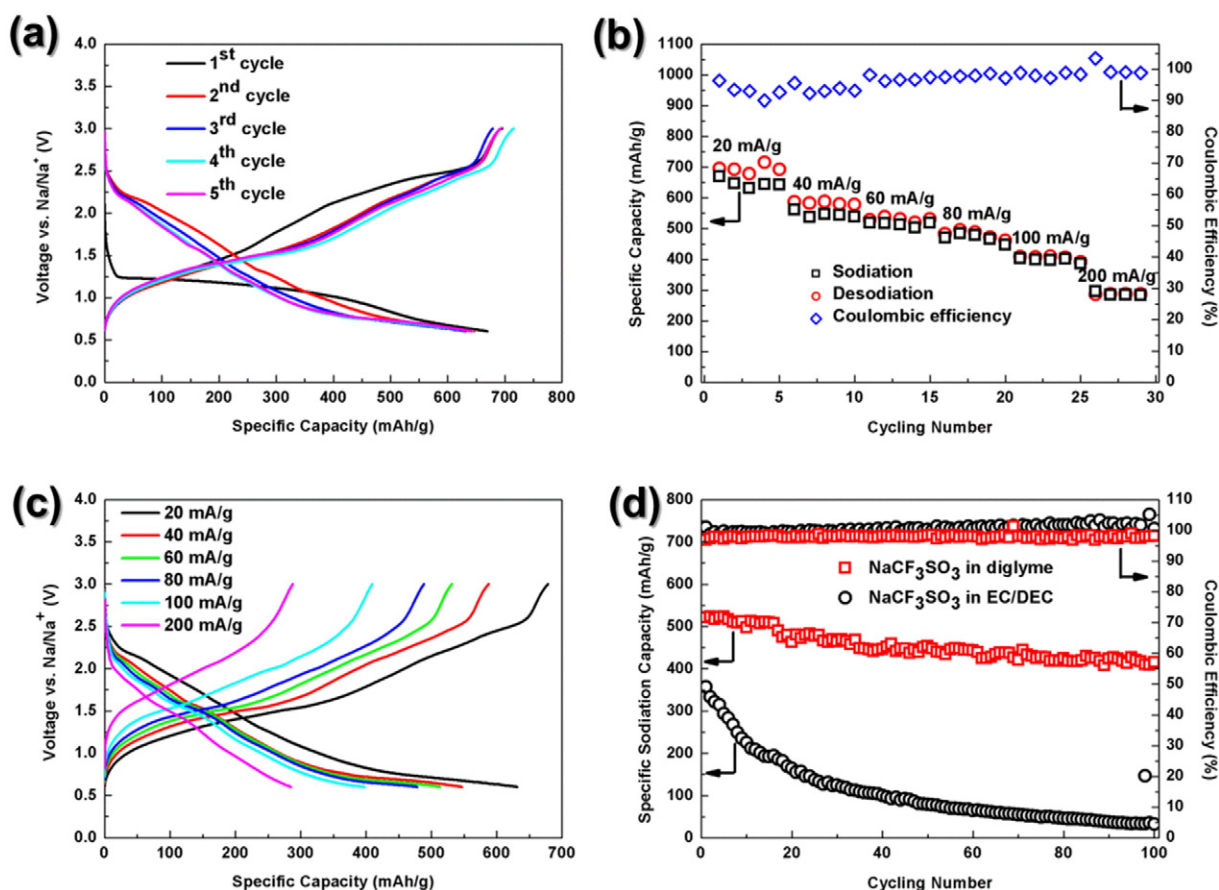 (a)
Voltage vs. Na/Na⁺ (V)
4.0
3.5
3.0
2.5
2.0
1.5
1.0
0.5
0.0
1ˢᵗ cycle
2ⁿᵈ cycle
3ʳᵈ cycle
4ᵗʰ cycle
5ᵗʰ cycle
0 100 200 300 400 500 600 700 800
Specific Capacity (mAh/g)
(b)
Specific Capacity (mAh/g)
1100
1000
900
800
700
600
500
400
300
200
100
0
20 mA/g
40 mA/g
60 mA/g
80 mA/g
100 mA/g
200 mA/g
Sodiation
Desodiation
Coulombic efficiency
100
90
80
70
60
50
40
30
20
10
0
Coulombic Efficiency (%)
0 5 10 15 20 25 30
Cycling Number
(c)
Voltage vs. Na/Na⁺ (V)
4.0
3.5
3.0
2.5
2.0
1.5
1.0
0.5
0.0
20 mA/g
40 mA/g
60 mA/g
80 mA/g
100 mA/g
200 mA/g
0 100 200 300 400 500 600 700
Specific Capacity (mAh/g)
(d)
Specific Sodiation Capacity (mAh/g)
800
700
600
500
400
300
200
100
0
NaCF₃SO₃ in diglyme
NaCF₃SO₃ in EC/DEC
110
100
90
80
70
60
50
40
30
20
10
0
Coulombic Efficiency (%)
0 20 40 60 80 100
Cycling Number